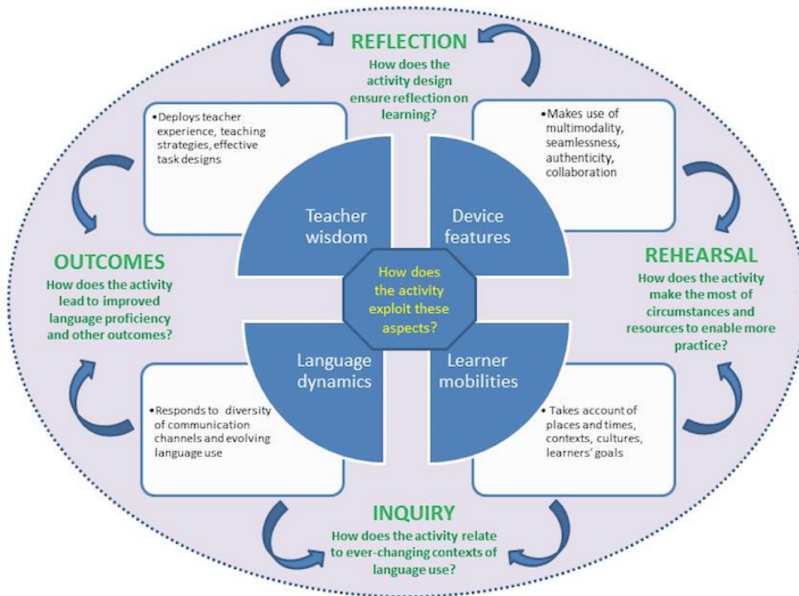 REFLECTION
How does the
activity design
ensure reflection on
learning?
•Deploys teacher
experience, teaching
strategies, effective
task designs
•Makes use of
multimodality,
seamlessness,
authenticity,
collaboration
Teacher
wisdom
Device
features
OUTCOMES
How does the activity
lead to improved
language proficiency
and other outcomes?
How does
the activity
exploit these
aspects?
REHEARSAL
How does the activity
make the most of
circumstances and
resources to enable more
practice?
Language
dynamics
Learner
mobilities
•Responds to diversity
of communication
channels and evolving
language use
•Takes account of
places and times,
contexts, cultures,
learners' goals
INQUIRY
How does the activity relate
to ever-changing contexts of
language use?